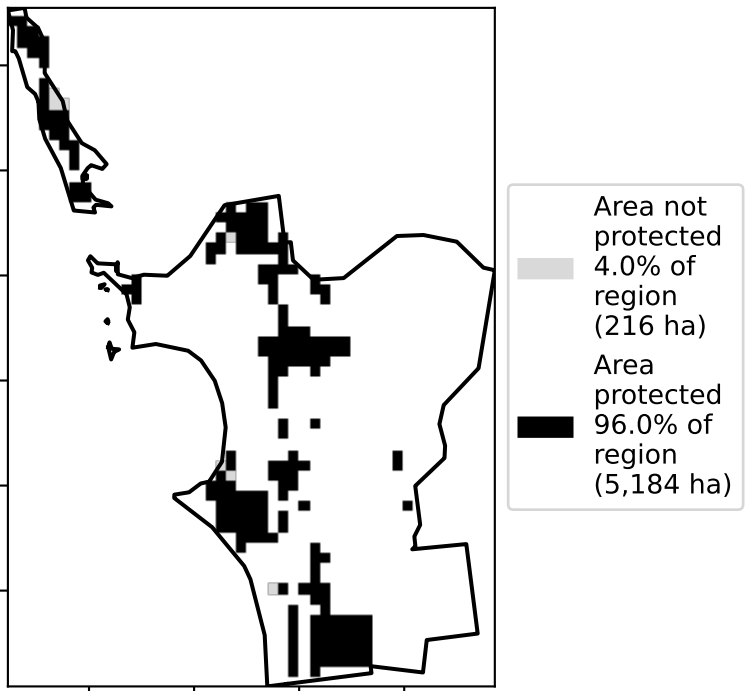 Area not
protected
4.0% of
region
(216 ha)
Area
protected
96.0% of
region
(5,184 ha)